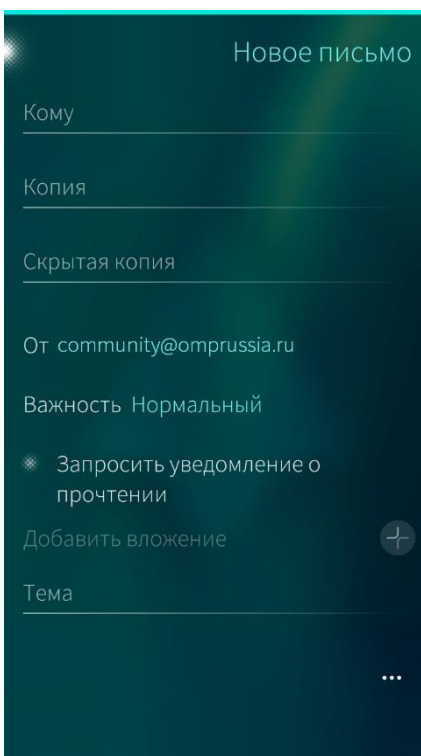 Новое письмо
Кому
Копия
Скрытая копия
От community@omprussia.ru
Важность Нормальный
Запросить уведомление о
прочтении
Добавить вложение
Тема
...